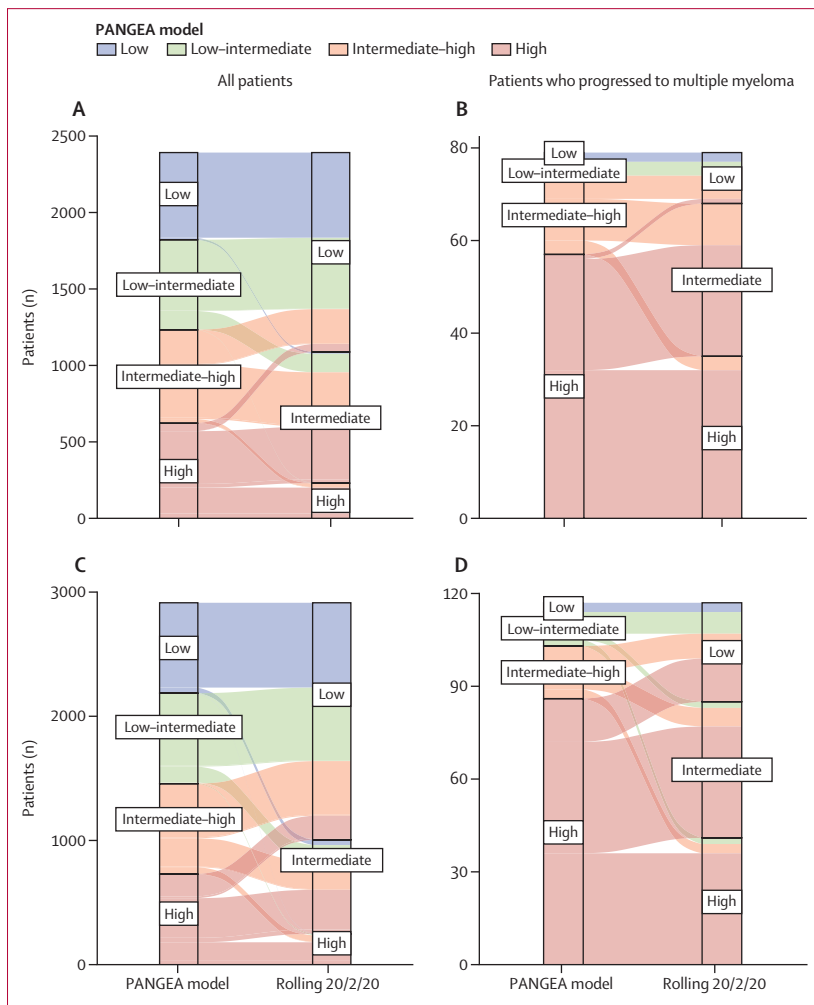 PANGEA model
Low Low–intermediate Intermediate–high High
All patients
Patients who progressed to multiple myeloma
A
Patients (n)
2500
2000
1500
1000
500
0
Low
Low–intermediate
Intermediate–high
High
Low
Intermediate
High
B
80
60
40
20
0
Low
Low–intermediate
Intermediate–high
High
Low
Intermediate
High
C
Patients (n)
3000
2000
1000
0
Low
Low–intermediate
Intermediate–high
High
Low
Intermediate
High
PANGEA model
Rolling 20/2/20
D
120
90
60
30
0
Low
Low–intermediate
Intermediate–high
High
Low
Intermediate
High
PANGEA model
Rolling 20/2/20